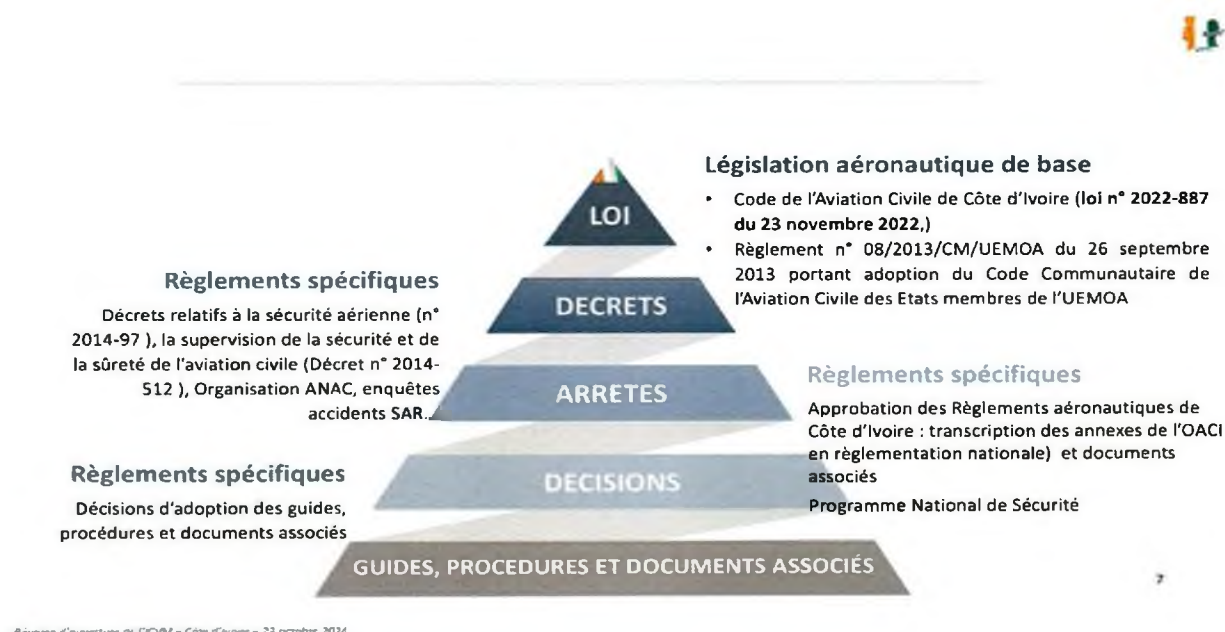 Législation aéronautique de base
• Code de l'Aviation Civile de Côte d'Ivoire (loi n° 2022-887
du 23 novembre 2022,)
• Règlement n° 08/2013/CM/UEMOA du 26 septembre
2013 portant adoption du Code Communautaire de
l'Aviation Civile des Etats membres de l'UEMOA
LOI
Règlements spécifiques
Décrets relatifs à la sécurité aérienne (n°
2014-97 ), la supervision de la sécurité et de
la sûreté de l'aviation civile (Décret n° 2014-
512 ), Organisation ANAC, enquêtes
accidents SAR...
DECRETS
ARRETES
Règlements spécifiques
Approbation des Règlements aéronautiques de
Côte d'Ivoire : transcription des annexes de l'OACI
en règlementation nationale) et documents
associés
Programme National de Sécurité
Règlements spécifiques
Décisions d'adoption des guides,
procédures et documents associés
DECISIONS
GUIDES, PROCEDURES ET DOCUMENTS ASSOCIÉS
7